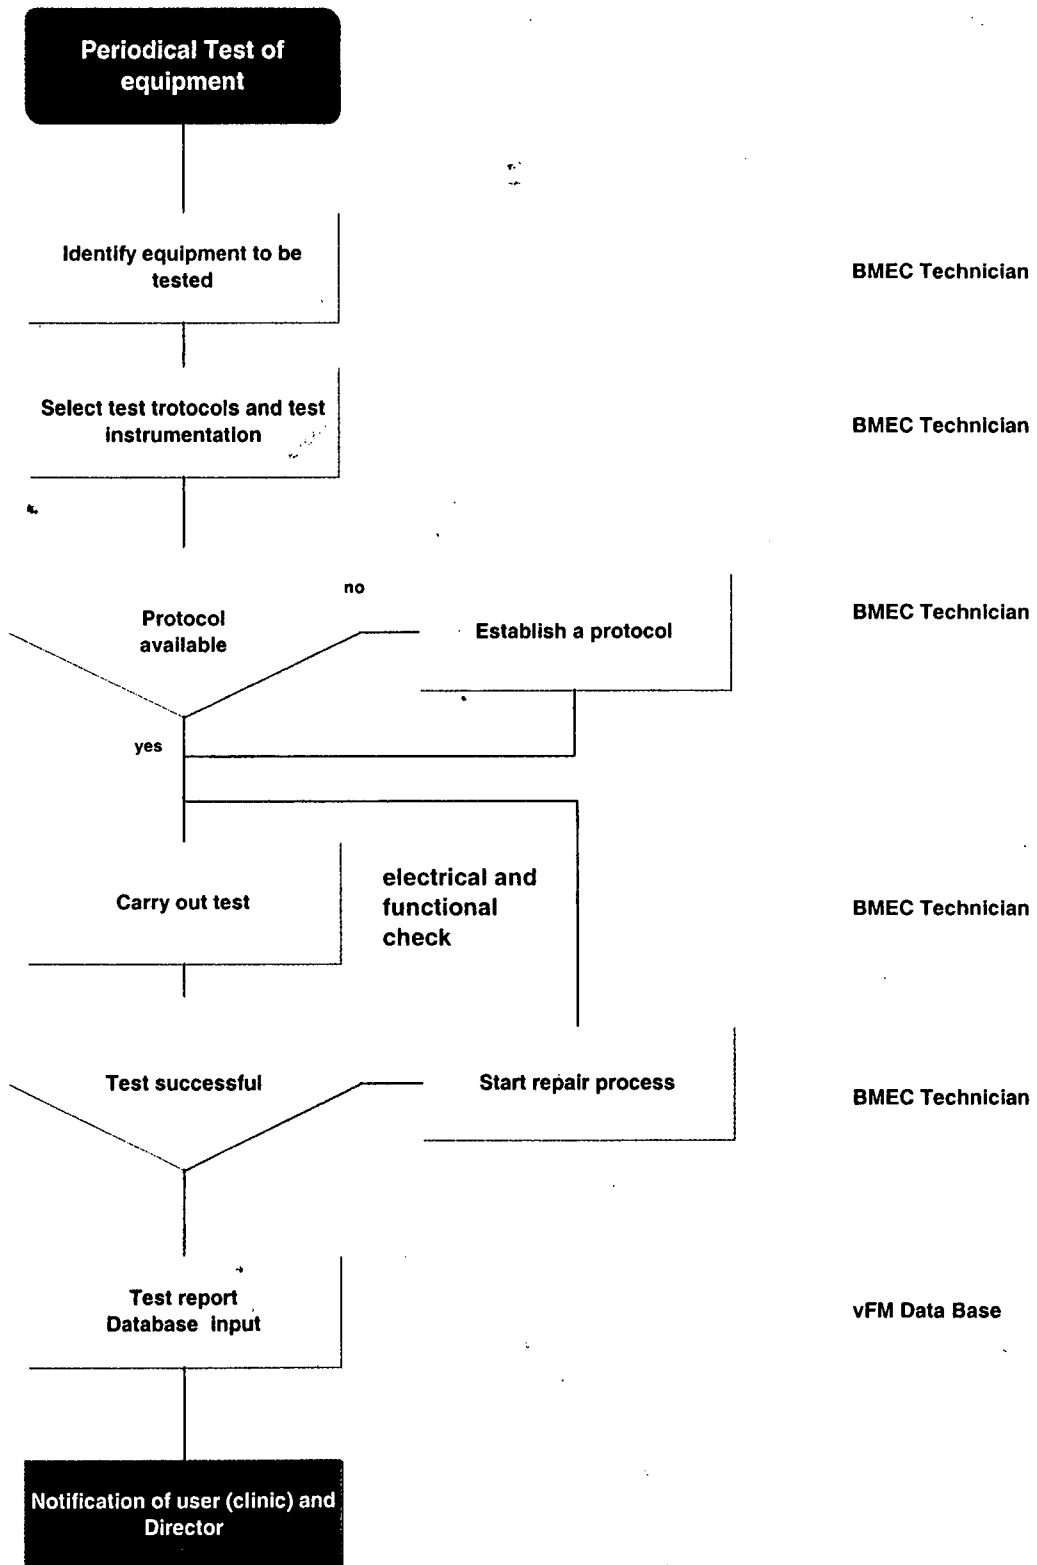 Periodical Test of
equipment
Identify equipment to be
tested
BMEC Technician
Select test trotocols and test
instrumentation
BMEC Technician
no
Protocol
available
Establish a protocol
BMEC Technician
yes
Carry out test
electrical and
functional
check
BMEC Technician
Test successful
Start repair process
BMEC Technician
Test report
Database input
vFM Data Base
Notification of user (clinic) and
Director